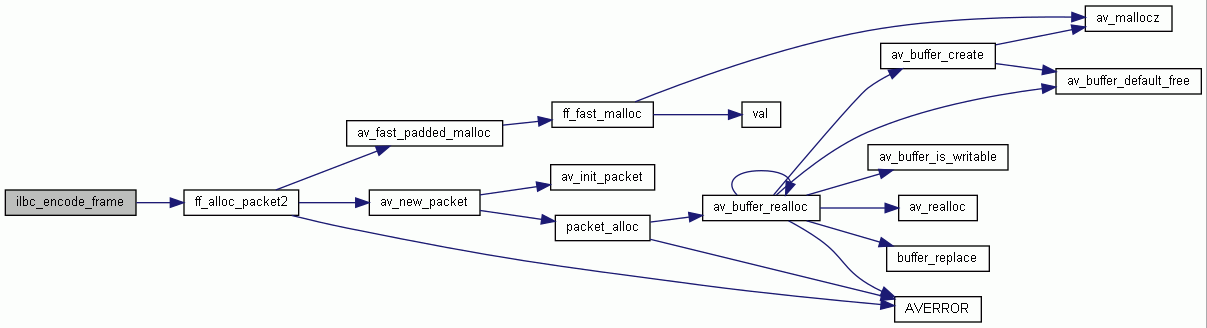 av_mallocz
av_buffer_create
av_buffer_default_free
ff_fast_malloc
val
av_fast_padded_malloc
av_buffer_is_writable
av_init_packet
ilbc_encode_frame
ff_alloc_packet2
av_new_packet
av_buffer_realloc
av_realloc
packet_alloc
buffer_replace
AVERROR